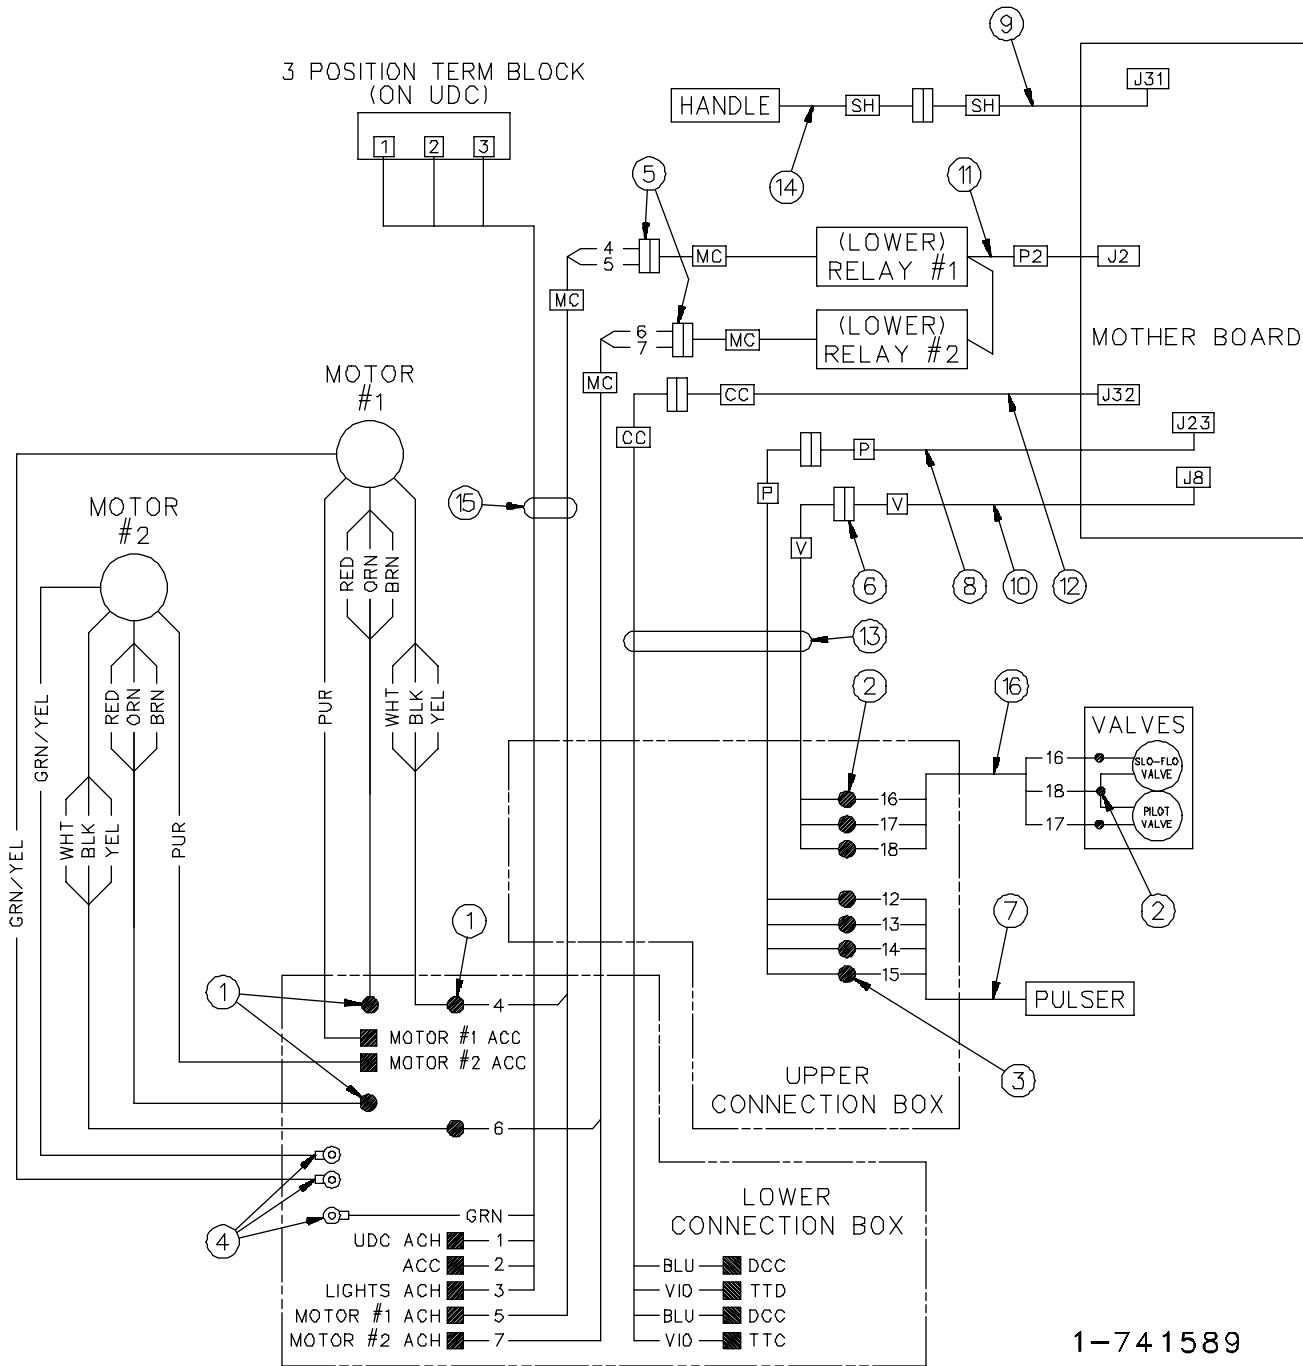 9
J31
3 POSITION TERM BLOCK
(ON UDC)
HANDLE
SH
SH
1
2
3
14
11
5
4
5
MC
(LOWER)
RELAY #1
P2
J2
MC
6
7
MC
(LOWER)
RELAY #2
MOTHER BOARD
MC
MOTOR
#1
CC
J32
CC
J23
P
J8
15
P
V
MOTOR
#2
V
6
8
10
12
RED
ORN
BRN
13
2
16
RED
ORN
BRN
PUR
WHT
BLK
YEL
GRN/YEL
VALVES
16
SLO-FLO
VALVE
18
PILOT
VALVE
17
16
17
18
WHT
BLK
YEL
PUR
GRN/YEL
2
12
13
14
15
7
PULSER
1
1
4
MOTOR #1 ACC
MOTOR #2 ACC
3
UPPER
CONNECTION BOX
6
LOWER
CONNECTION BOX
4
GRN
UDC ACH 1
ACC 2
LIGHTS ACH 3
MOTOR #1 ACH 5
MOTOR #2 ACH 7
BLU DCC
VIO TTD
BLU DCC
VIO TTC
1-741589